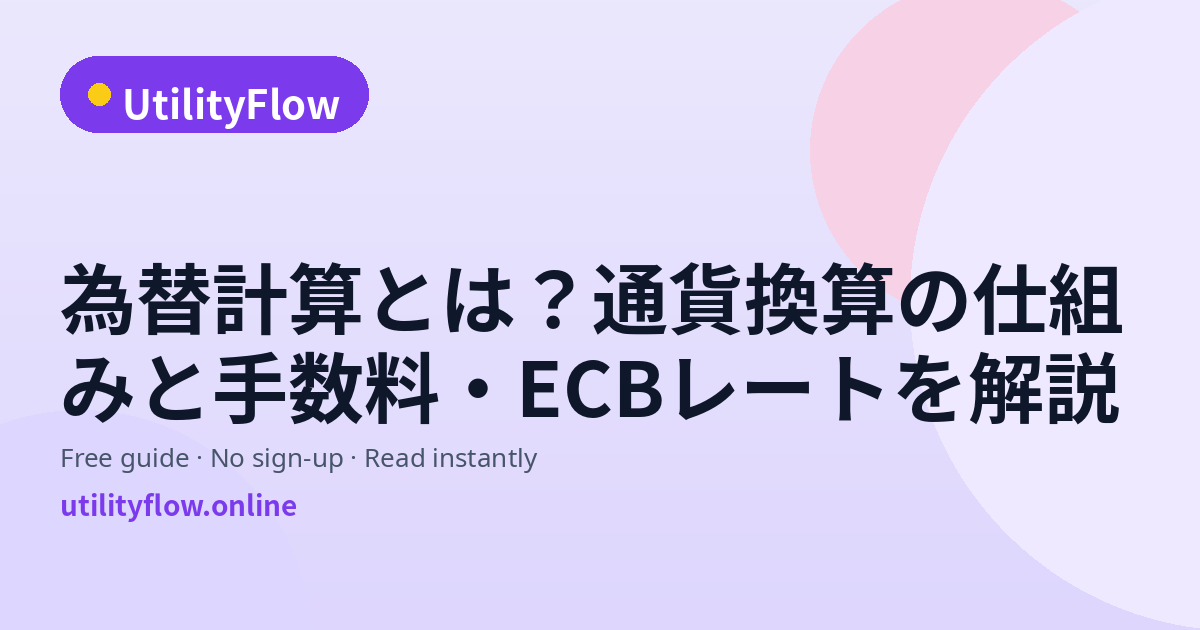 UtilityFlow
為替計算とは？通貨換算の仕組
みと手数料・ECBレートを解説
Free guide · No sign-up · Read instantly
utilityflow.online